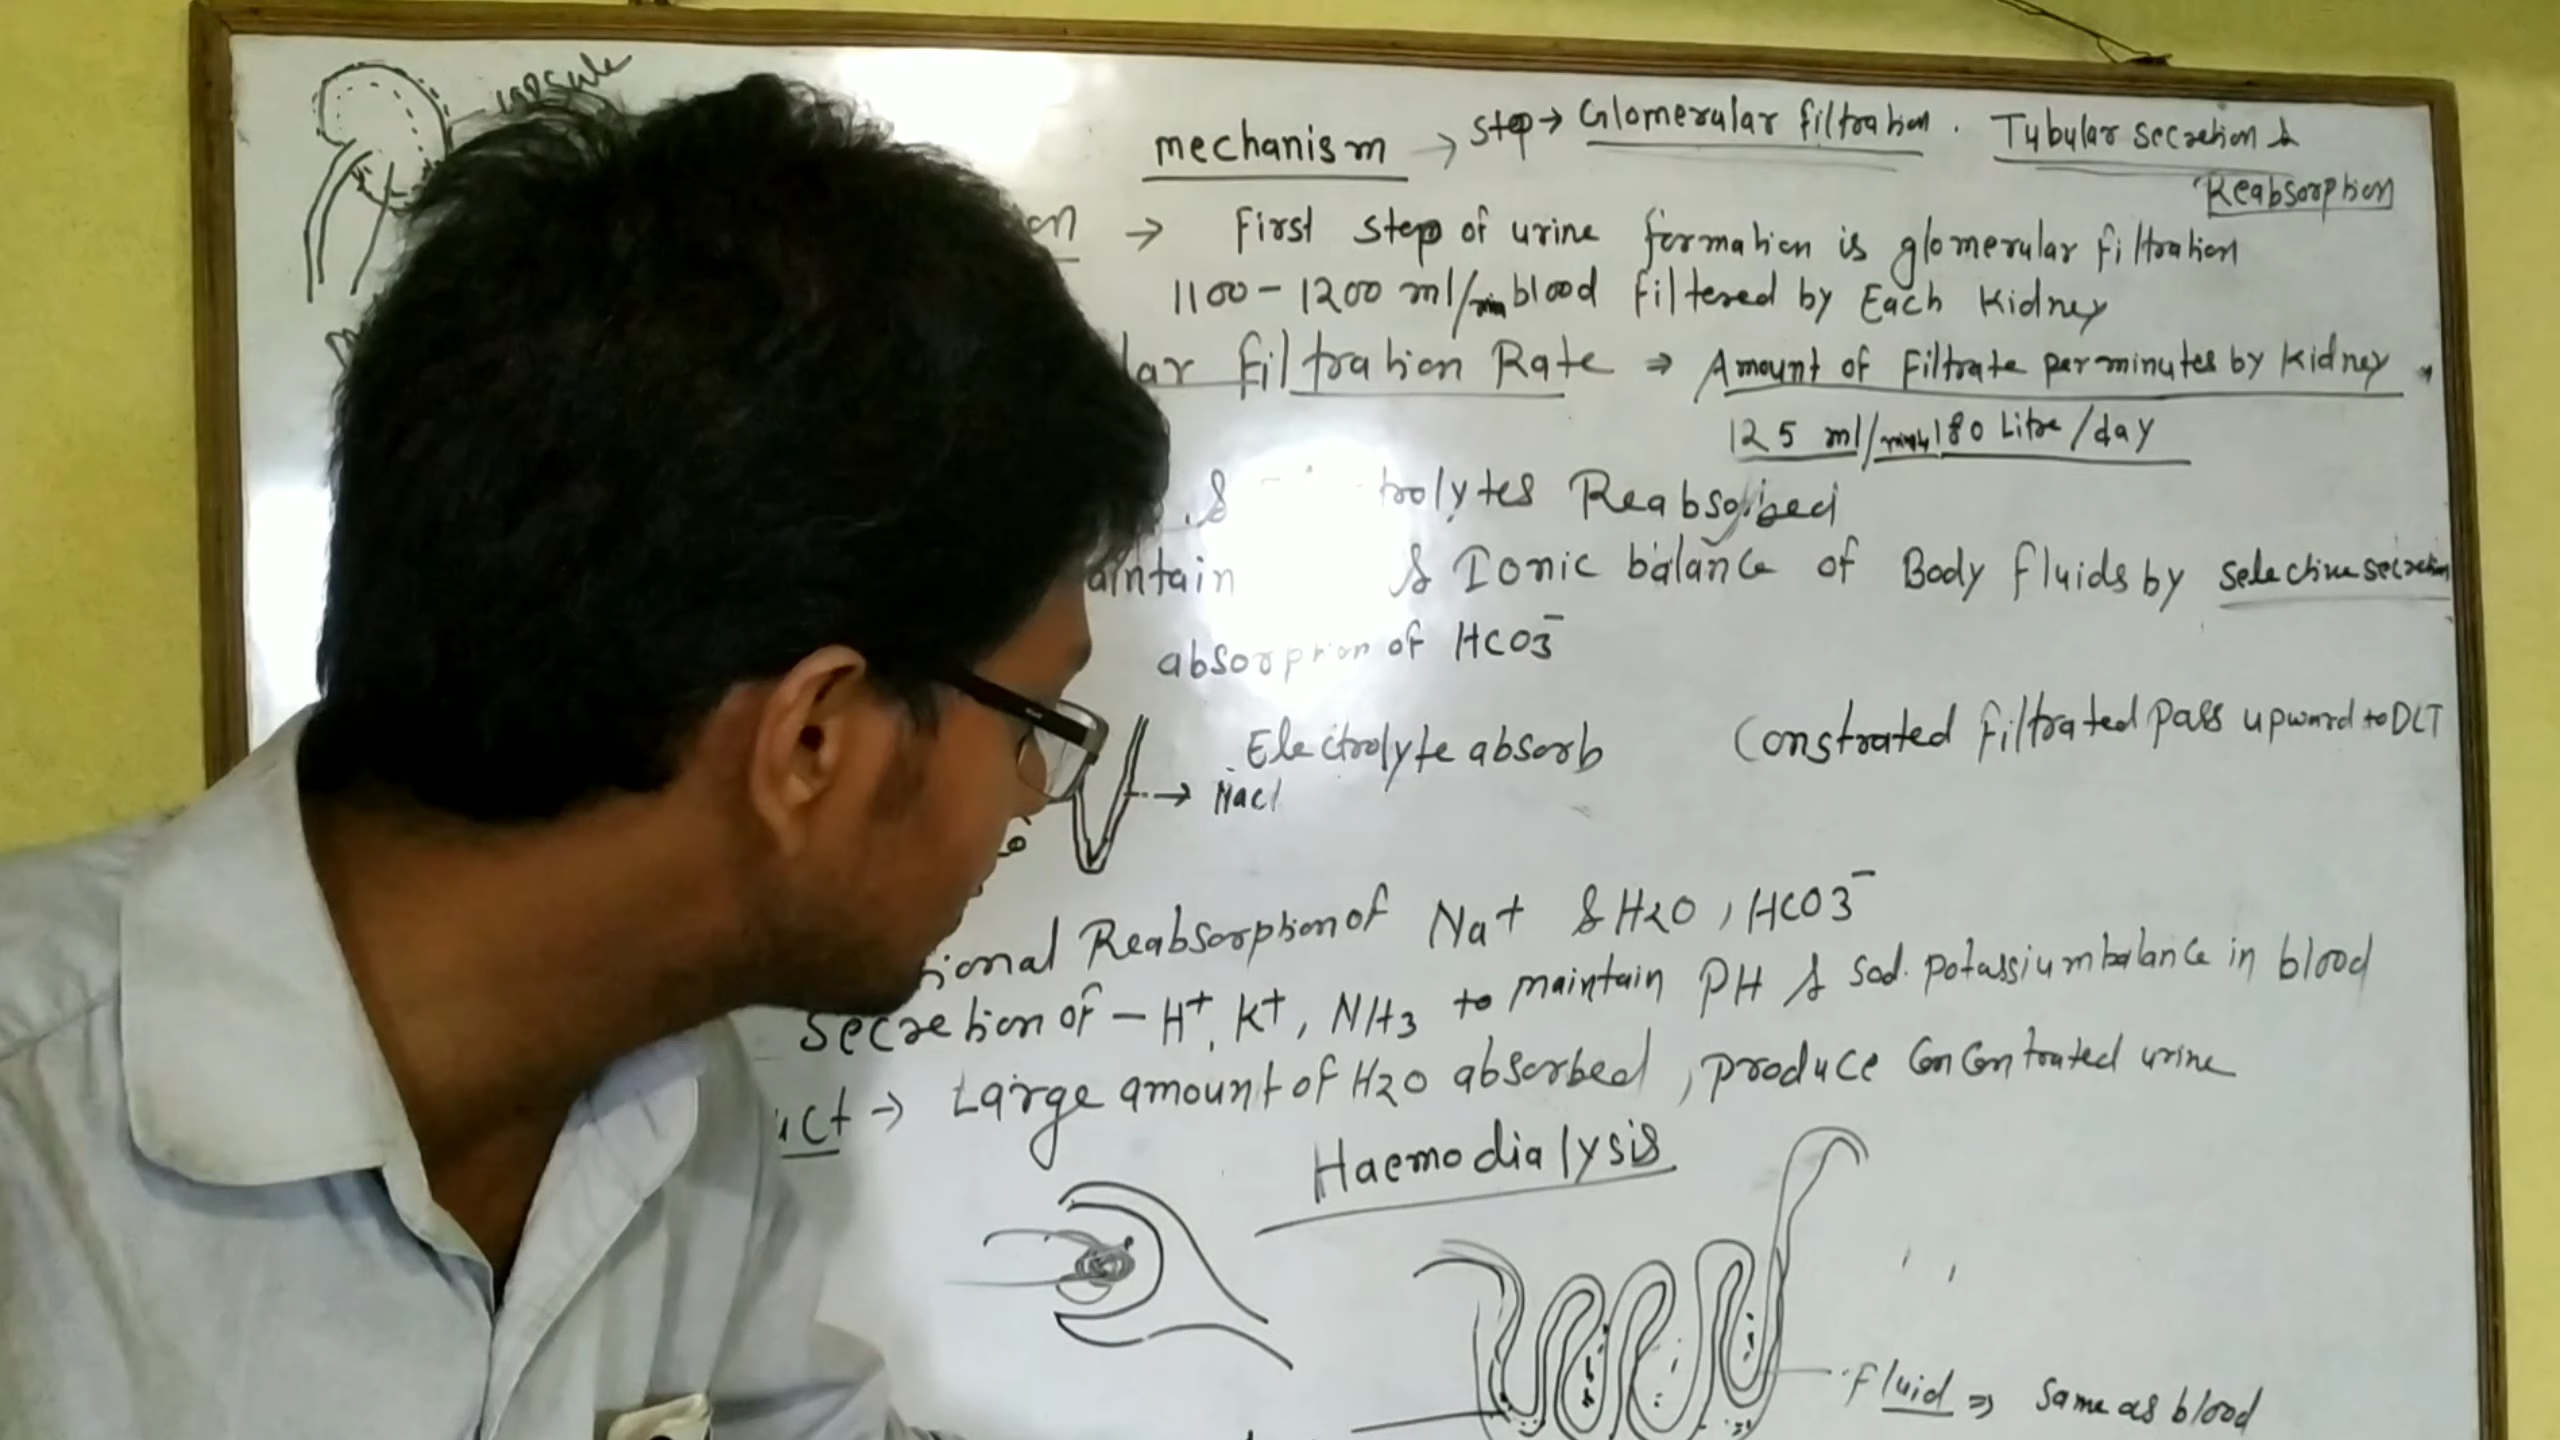 capsule
mechanism → step → Glomerular filtration . Tubular secretion &
Reabsorption
on → First step of urine formation is glomerular filtration
1100 - 1200 ml/min blood filtered by Each Kidney
lar filtration Rate ⇒ Amount of Filtrate per minutes by kidney
125 ml/ 180 Litre/day
& trolytes Reabsorbed
aintain & Ionic balance of Body fluids by selective secretion
absorption of HCO3⁻
Electrolyte absorb Constrated filtrated pass upward to DCT
→ Nacl
ional Reabsorption of Na+ & H2O, HCO3⁻
Secretion of - H+, K+, NH3 to maintain PH & sod. potassium balance in blood
uct → Large amount of H2O absorbed, produce Concontrated urine
Haemodialysis
Fluid ⇒ Same as blood